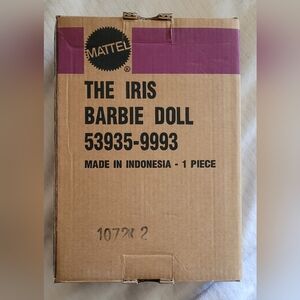 MATTEL
®
THE IRIS
BARBIE DOLL
53935-9993
MADE IN INDONESIA - 1 PIECE